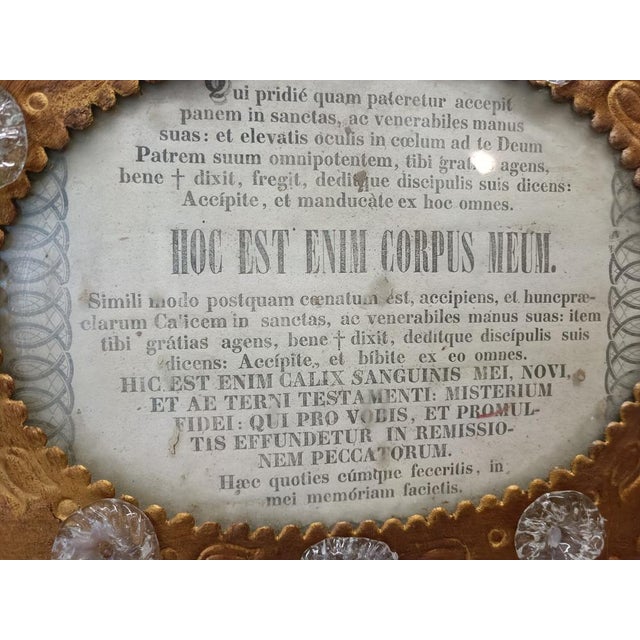 Qui pridié quam pateretur accepit
panem in sanctas, ac venerabiles manus
suas: et elevatis oculis in cœlum ad te Deum
Patrem suum omnipotentem, tibi gratias agens,
bene † dixit, fregit, deditque discipulis suis dicens:
Accípite, et manducàte ex hoc omnes.
HOC EST ENIM CORPUS MEUM.
Simili modo postquam cœnatum est, accipiens, et huncpræ-
clarum Calicem in sanctas, ac venerabiles manus suas: item
tibi grátias agens, bene † dixit, deditque discípulis suis
dicens: Accípite, et bíbite ex eo omnes.
HIC EST ENIM CALIX SANGUINIS MEI, NOVI,
ET AE TERNI TESTAMENTI: MISTERIUM
FIDEI: QUI PRO VOBIS, ET PROMUL-
TIS EFFUNDETUR IN REMISSIO-
NEM PECCATORUM.
Hæc quoties cúmque feceritis, in
mei memóriam facietis.